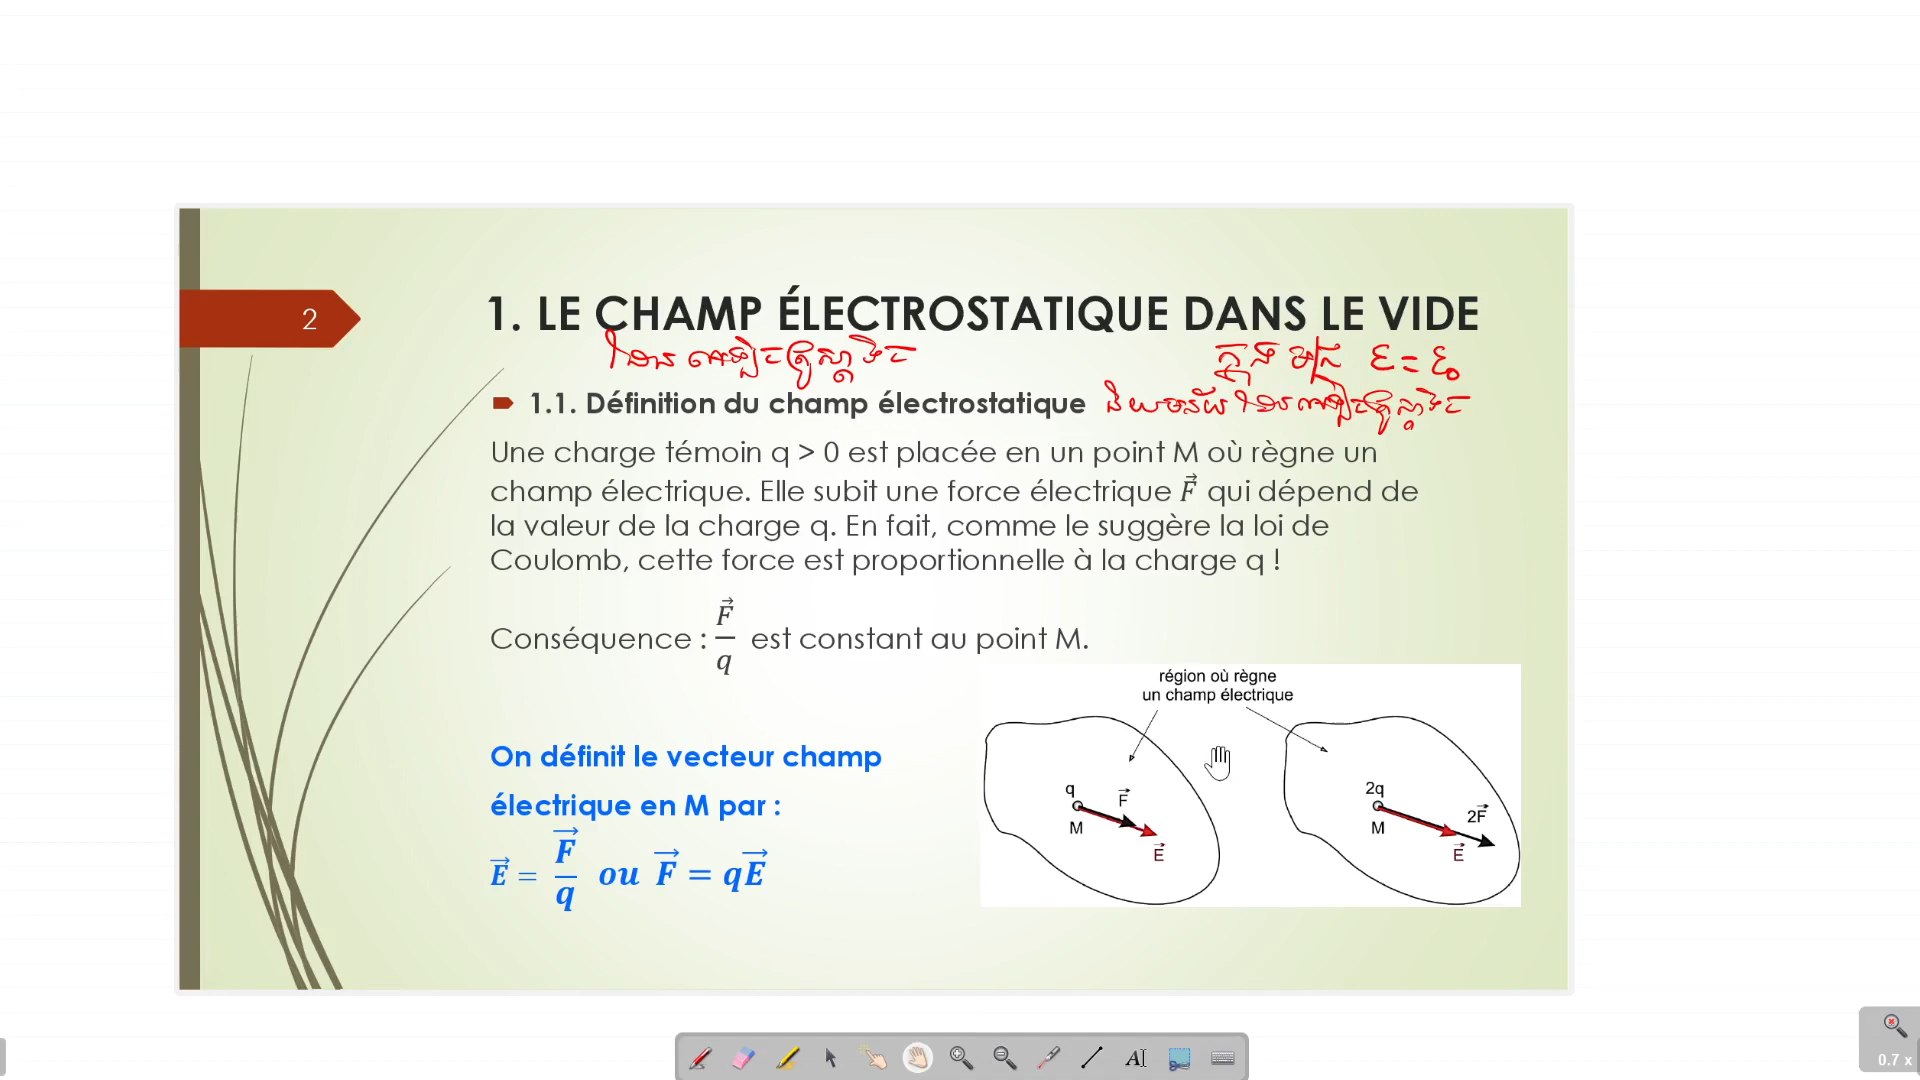 2
1. LE CHAMP ÉLECTROSTATIQUE DANS LE VIDE
ε = ε₀
1.1. Définition du champ électrostatique
Une charge témoin q > 0 est placée en un point M où règne un
champ électrique. Elle subit une force électrique F⃗ qui dépend de
la valeur de la charge q. En fait, comme le suggère la loi de
Coulomb, cette force est proportionnelle à la charge q !
Conséquence : F⃗/q est constant au point M.
région où règne
un champ électrique
On définit le vecteur champ
électrique en M par :
E⃗ = F⃗/q ou F⃗ = qE⃗
q F⃗ M E⃗
2q 2F⃗ M E⃗
AI
0.7 x